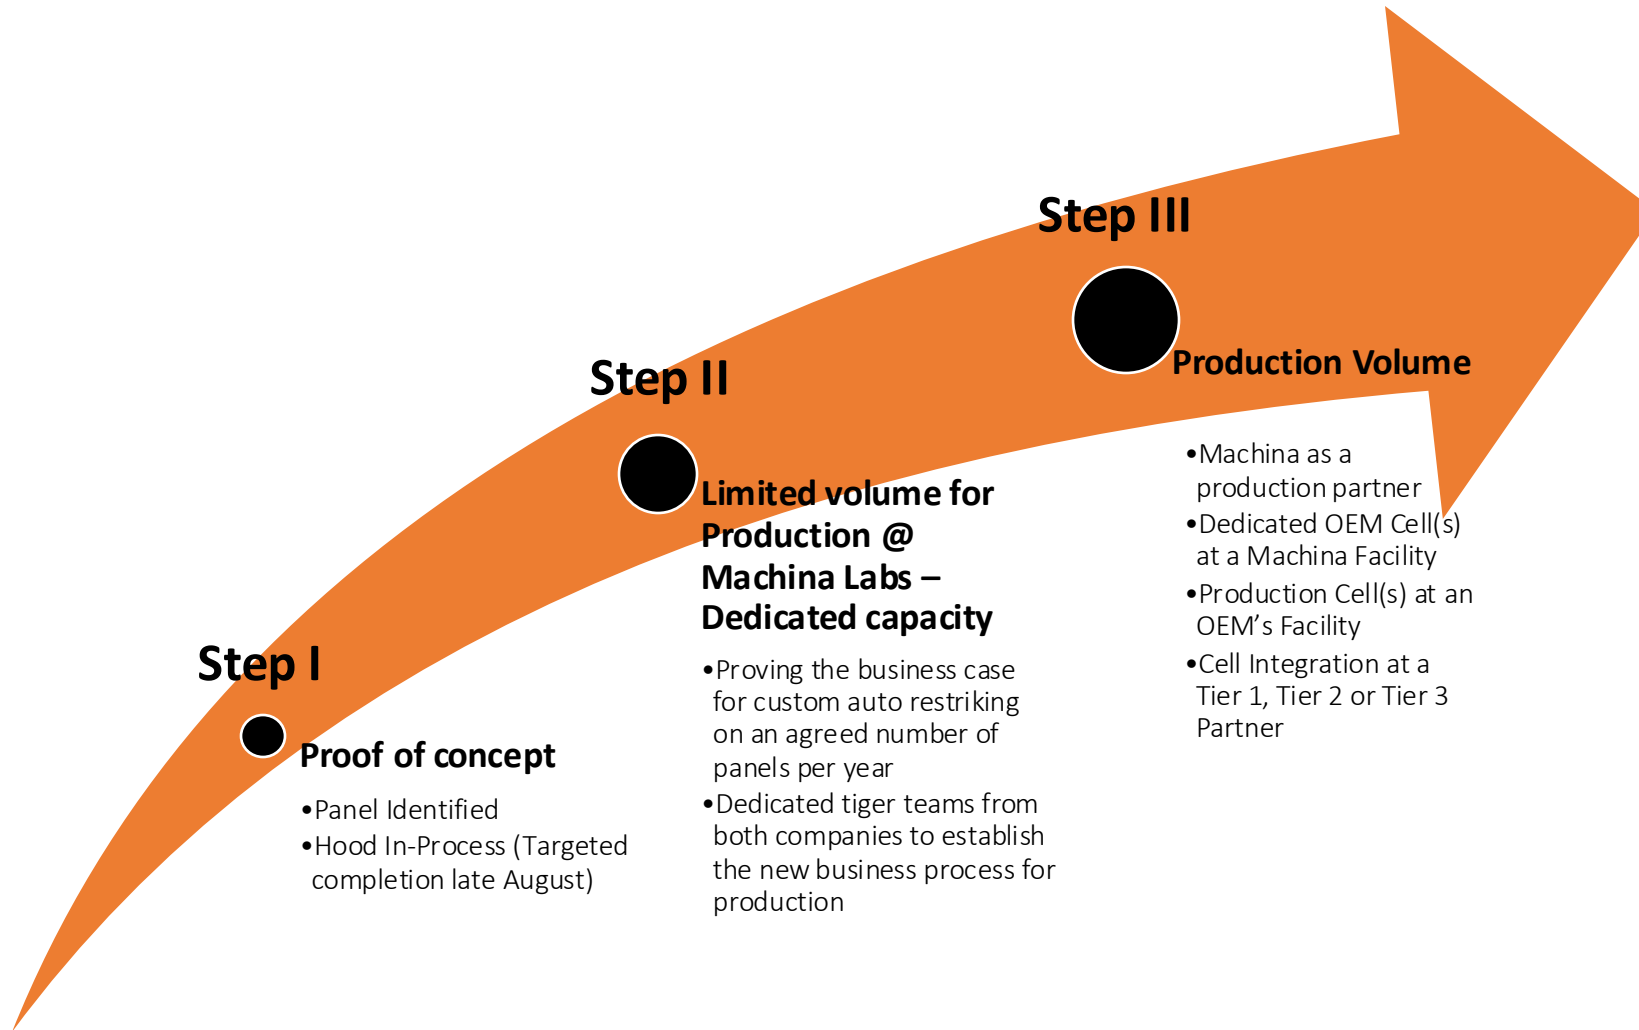 Step I
Proof of concept
•Panel Identified
•Hood In-Process (Targeted
completion late August)
Step II
Limited volume for
Production @
Machina Labs –
Dedicated capacity
•Proving the business case
for custom auto restriking
on an agreed number of
panels per year
•Dedicated tiger teams from
both companies to establish
the new business process for
production
Step III
Production Volume
•Machina as a
production partner
•Dedicated OEM Cell(s)
at a Machina Facility
•Production Cell(s) at an
OEM’s Facility
•Cell Integration at a
Tier 1, Tier 2 or Tier 3
Partner